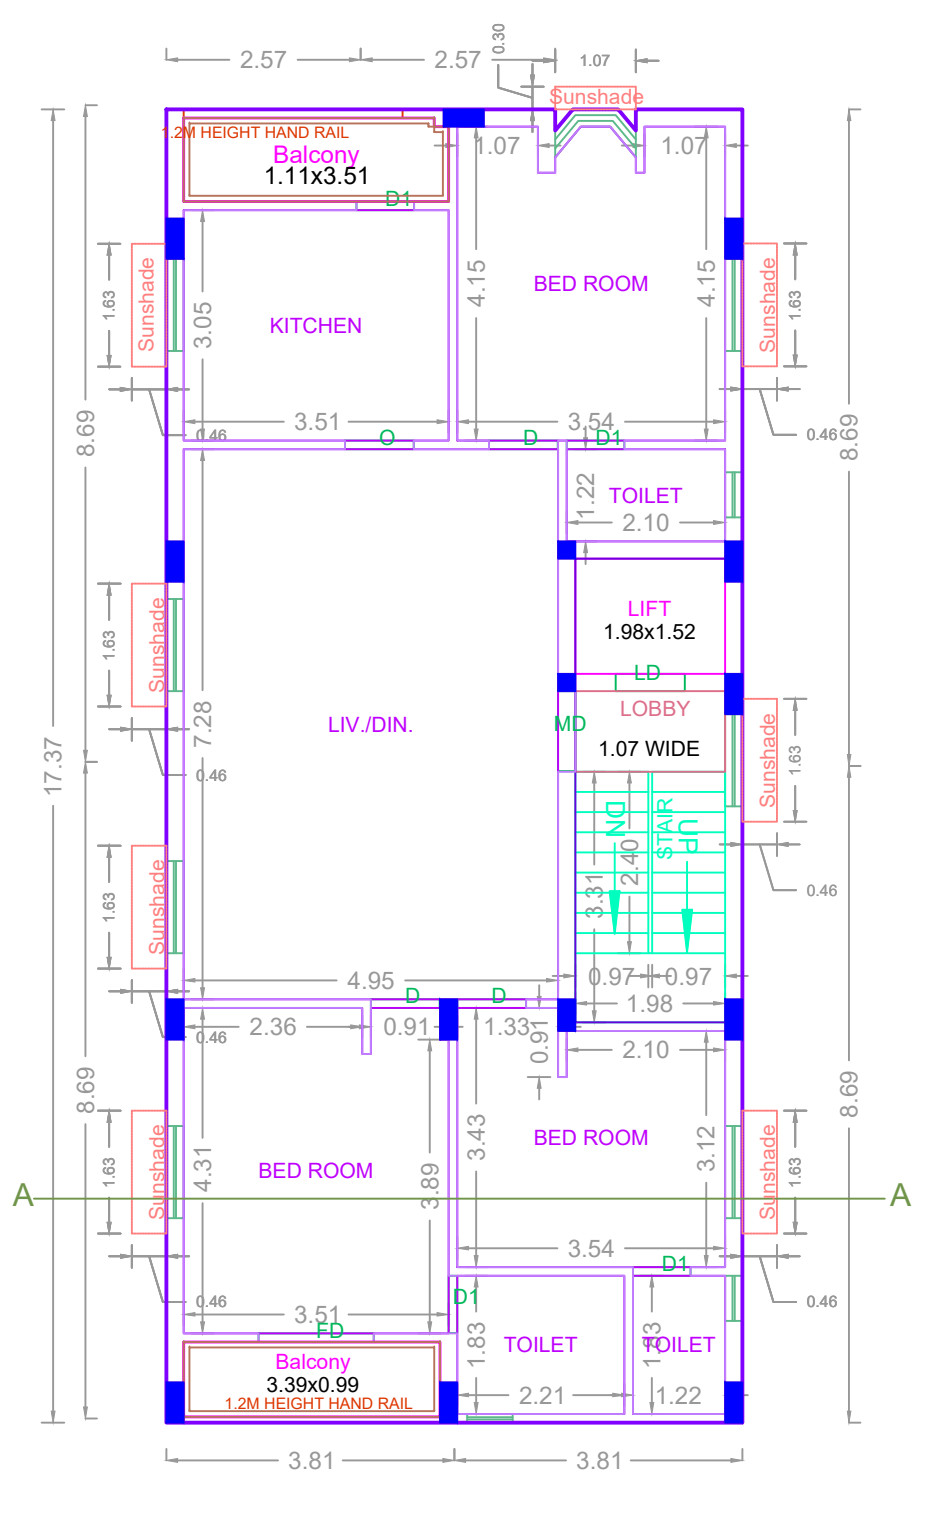 0.30
2.57
2.57
1.07
Sunshade
1.2M HEIGHT HAND RAIL
Balcony
1.11x3.51
1.07
1.07
D1
Sunshade
1.63
3.05
KITCHEN
4.15
BED ROOM
4.15
Sunshade
1.63
8.69
0.46
3.51
3.54
0.46
8.69
O
D
D1
1.22
TOILET
2.10
LIFT
1.98x1.52
1.63
Sunshade
LD
LOBBY
MD
1.07 WIDE
17.37
7.28
LIV./DIN.
0.46
Sunshade
1.63
DN
STAIR
UP
2.40
3.31
0.46
1.63
Sunshade
4.95
0.97
0.97
1.98
D
D
0.46
2.36
0.91
1.33
0.91
2.10
8.69
8.69
1.63
Sunshade
4.31
BED ROOM
3.89
3.43
BED ROOM
3.12
Sunshade
1.63
A
A
3.54
D1
0.46
3.51
D1
0.46
FD
1.83
TOILET
1.83
TOILET
Balcony
3.39x0.99
1.2M HEIGHT HAND RAIL
2.21
1.22
3.81
3.81